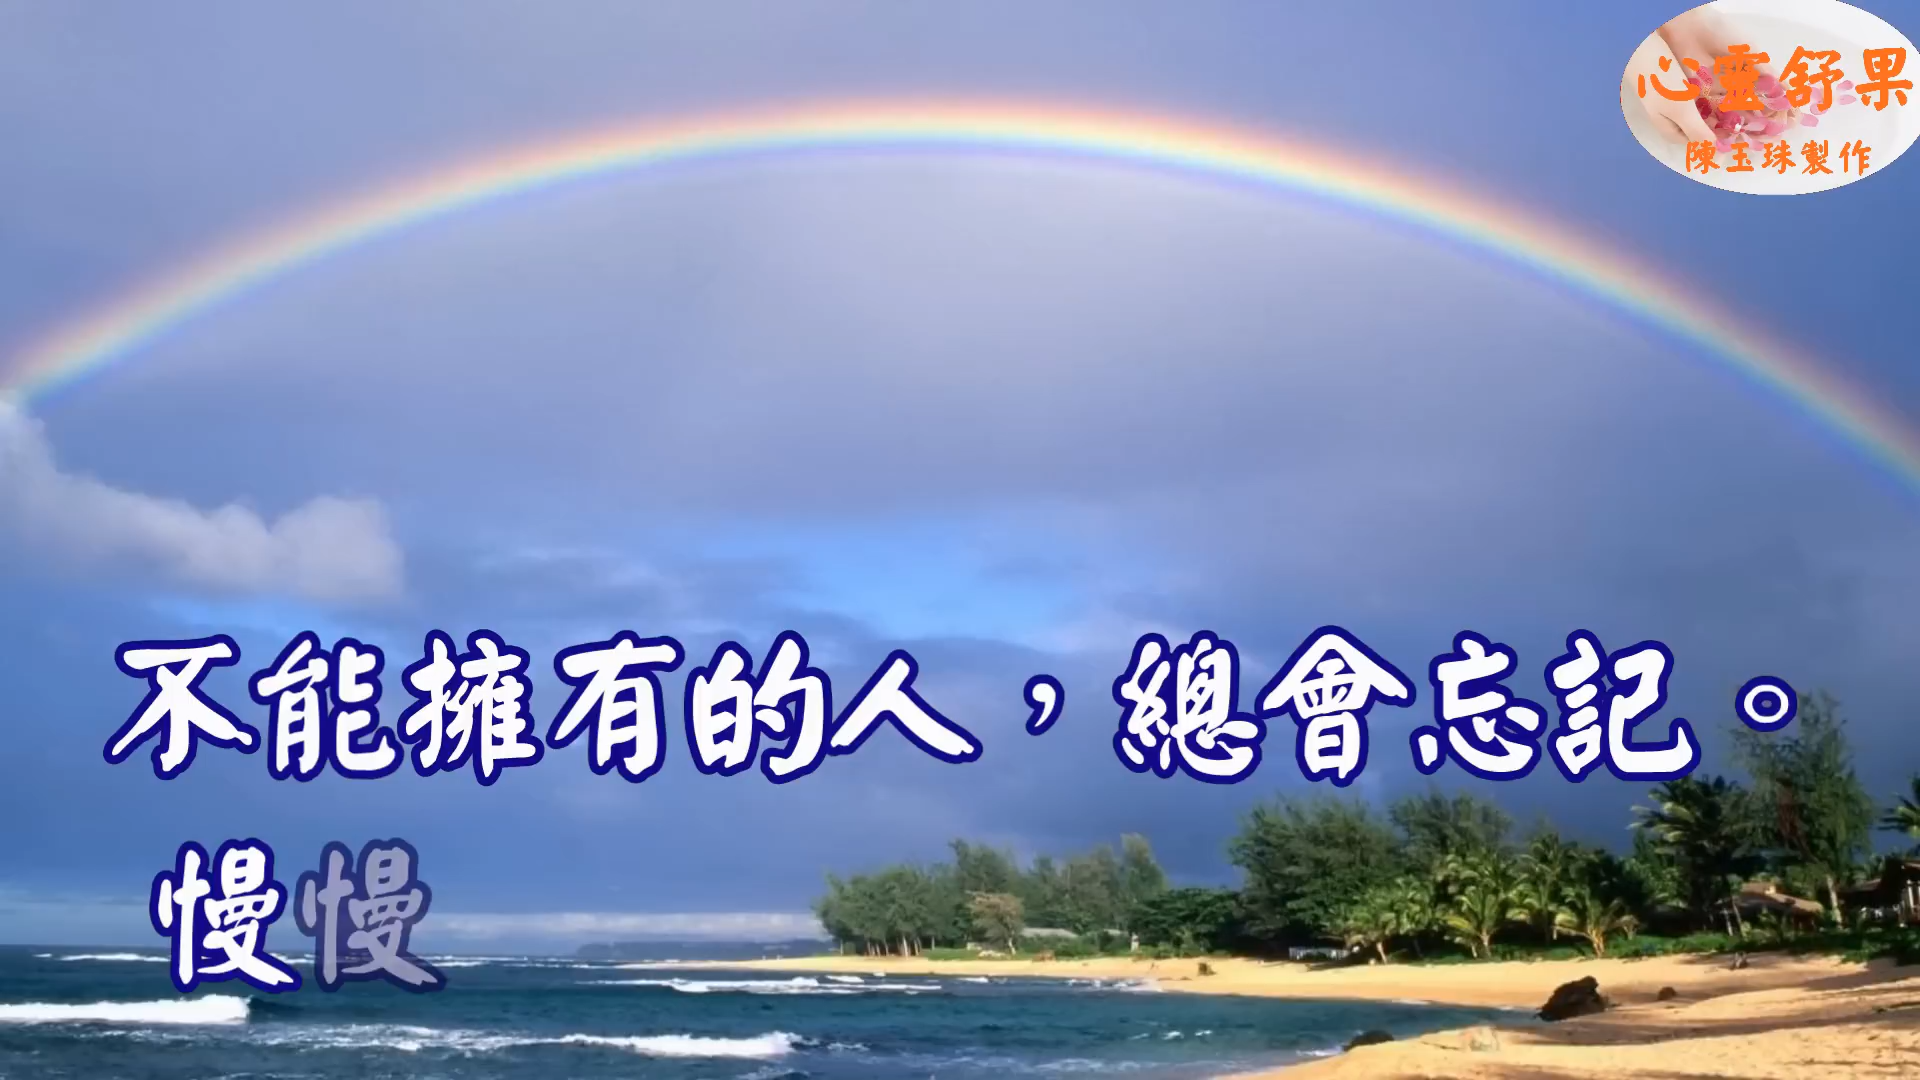 心靈舒果
陳玉珠製作
不能擁有的人，總會忘記。
慢慢